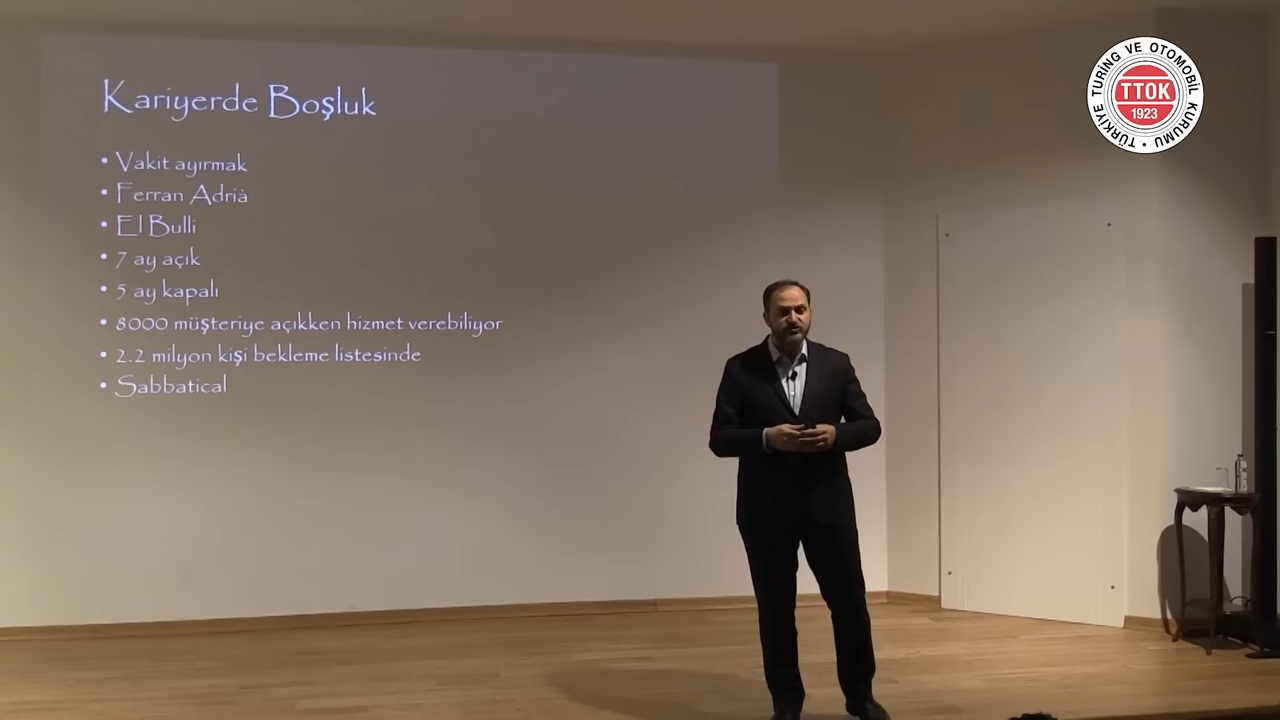 Kariyerde Boşluk
• Vakit ayırmak
• Ferran Adrià
• El Bulli
• 7 ay açık
• 5 ay kapalı
• 8000 müşteriye açıkken hizmet verebiliyor
• 2.2 milyon kişi bekleme listesinde
• Sabbatical
TÜRKİYE TURİNG VE OTOMOBİL KURUMU •
TTOK
1923